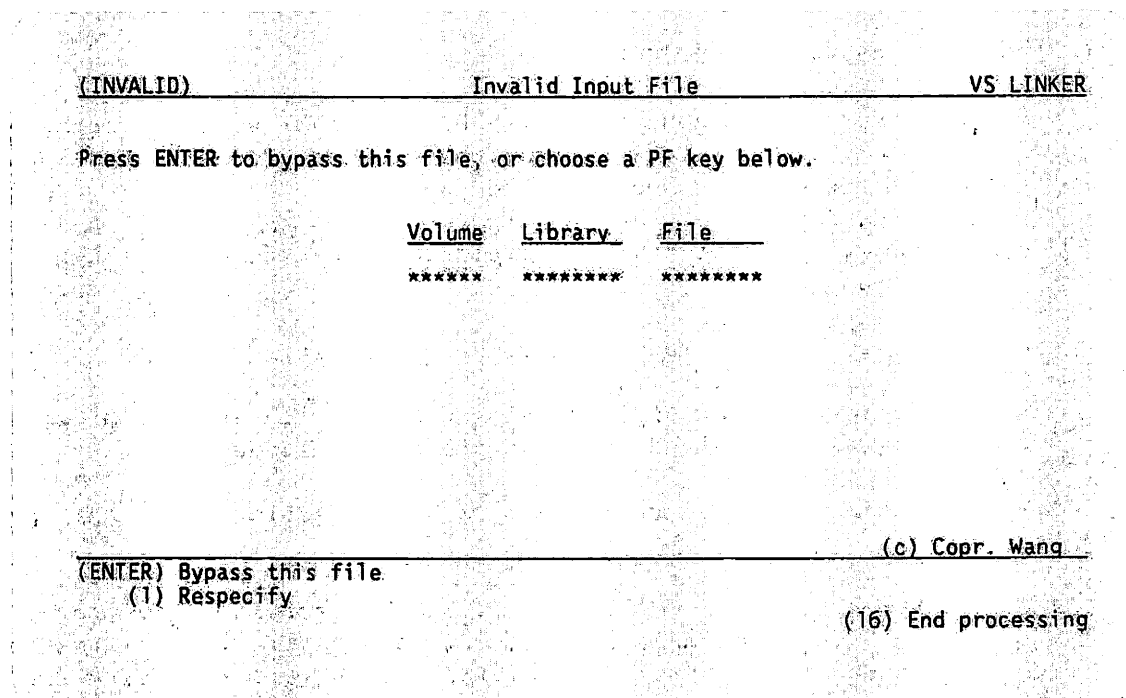 (INVALID) Invalid Input File VS LINKER
Press ENTER to bypass this file, or choose a PF key below.
Volume Library File
****** ******** ********
(c) Copr. Wang
(ENTER) Bypass this file
(1) Respecify
(16) End processing